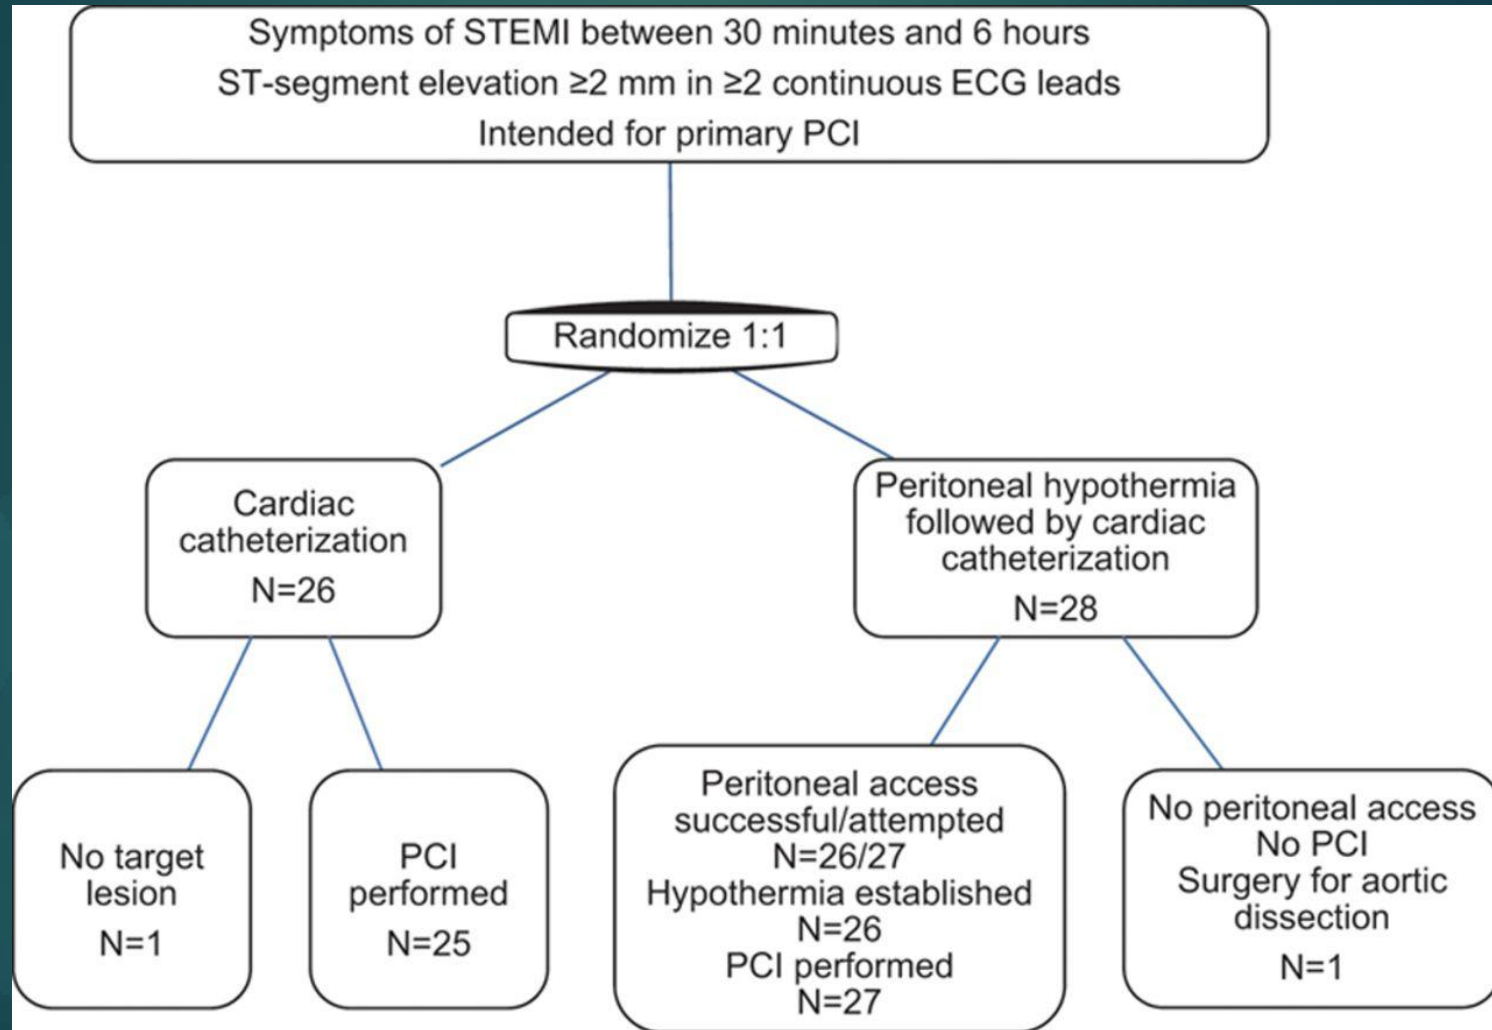 Symptoms of STEMI between 30 minutes and 6 hours
ST-segment elevation ≥2 mm in ≥2 continuous ECG leads
Intended for primary PCI
Randomize 1:1
Cardiac
catheterization
N=26
Peritoneal hypothermia
followed by cardiac
catheterization
N=28
No target
lesion
N=1
PCI
performed
N=25
Peritoneal access
successful/attempted
N=26/27
Hypothermia established
N=26
PCI performed
N=27
No peritoneal access
No PCI
Surgery for aortic
dissection
N=1